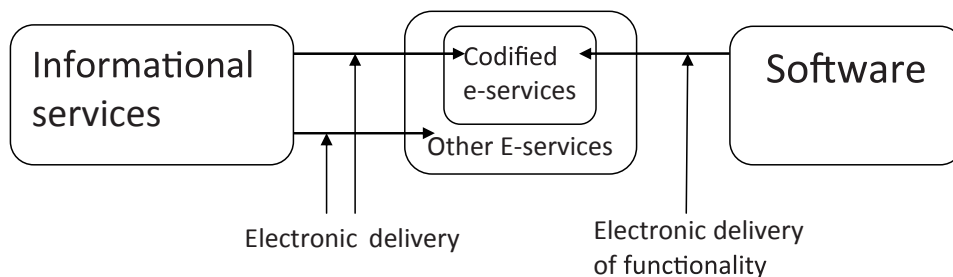 Informational
services
Codified
e-services
Other E-services
Software
Electronic delivery
Electronic delivery
of functionality